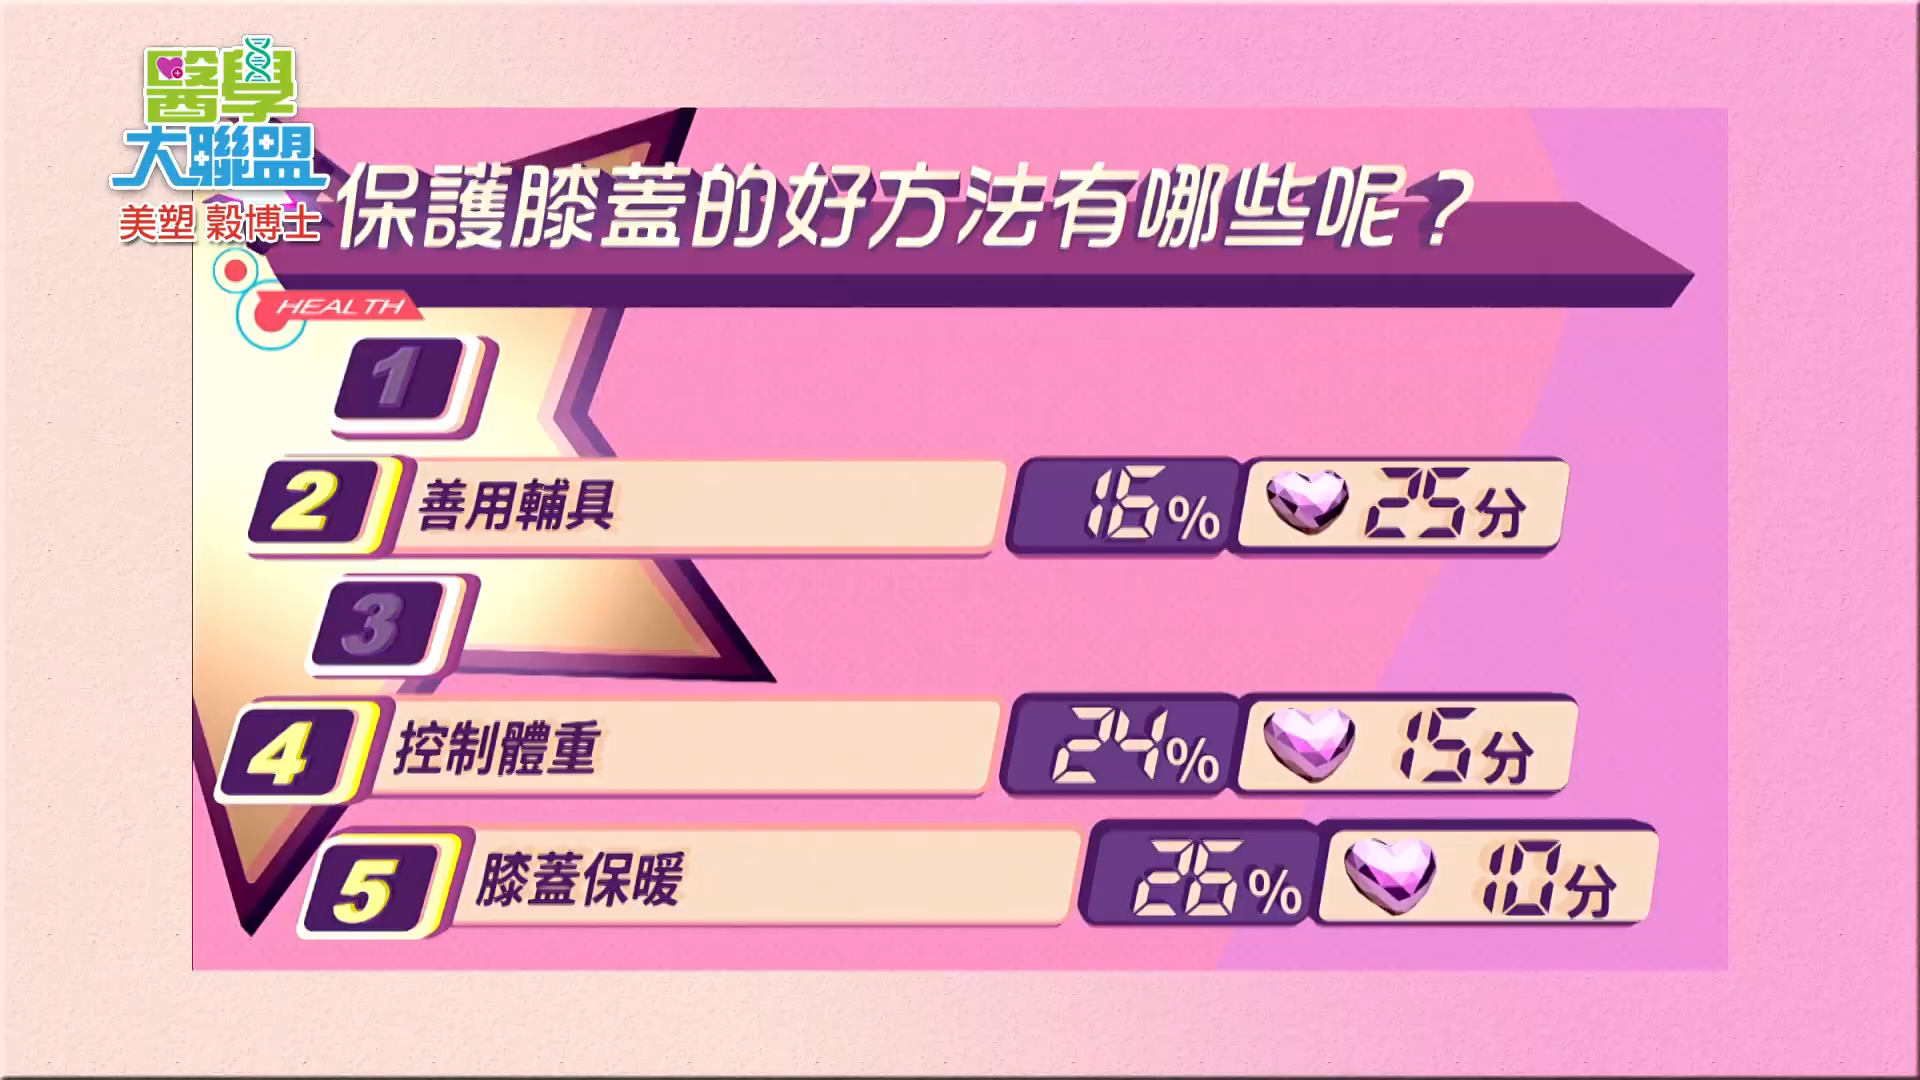 醫學
大聯盟
美塑 穀博士
保護膝蓋的好方法有哪些呢？
HEALTH
1
2 善用輔具 16% 25分
3
4 控制體重 24% 15分
5 膝蓋保暖 26% 10分